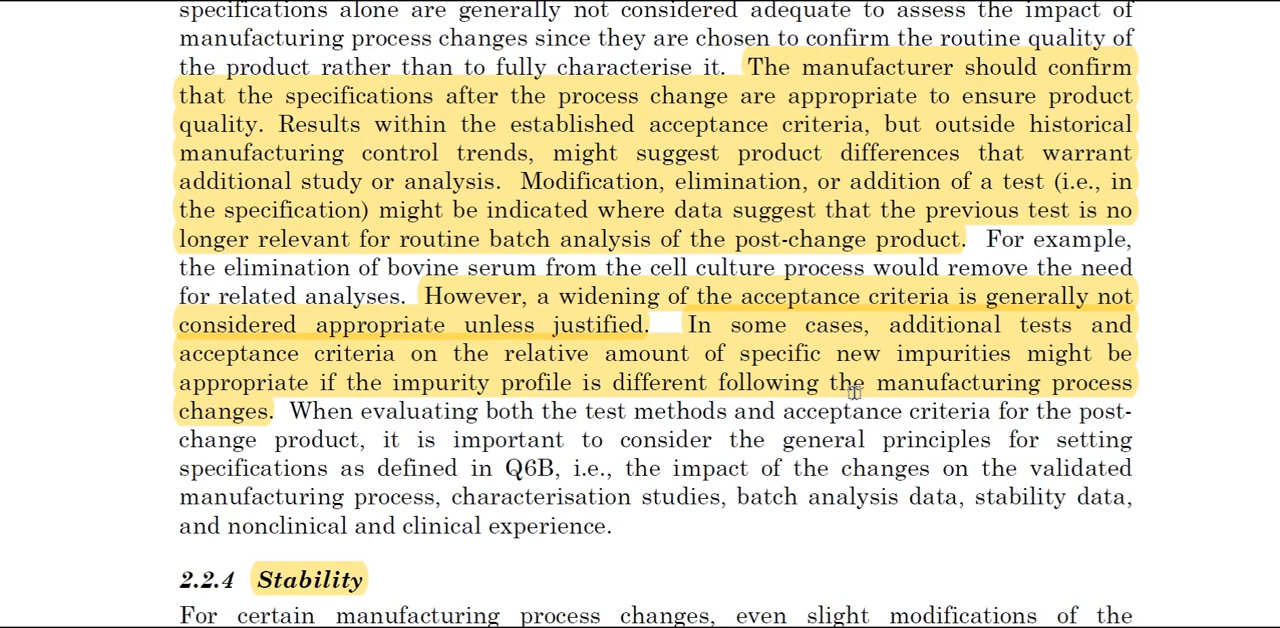 specifications alone are generally not considered adequate to assess the impact of
manufacturing process changes since they are chosen to confirm the routine quality of
the product rather than to fully characterise it. The manufacturer should confirm
that the specifications after the process change are appropriate to ensure product
quality. Results within the established acceptance criteria, but outside historical
manufacturing control trends, might suggest product differences that warrant
additional study or analysis. Modification, elimination, or addition of a test (i.e., in
the specification) might be indicated where data suggest that the previous test is no
longer relevant for routine batch analysis of the post-change product. For example,
the elimination of bovine serum from the cell culture process would remove the need
for related analyses. However, a widening of the acceptance criteria is generally not
considered appropriate unless justified. In some cases, additional tests and
acceptance criteria on the relative amount of specific new impurities might be
appropriate if the impurity profile is different following the manufacturing process
changes. When evaluating both the test methods and acceptance criteria for the post-
change product, it is important to consider the general principles for setting
specifications as defined in Q6B, i.e., the impact of the changes on the validated
manufacturing process, characterisation studies, batch analysis data, stability data,
and nonclinical and clinical experience.
2.2.4 Stability
For certain manufacturing process changes, even slight modifications of the